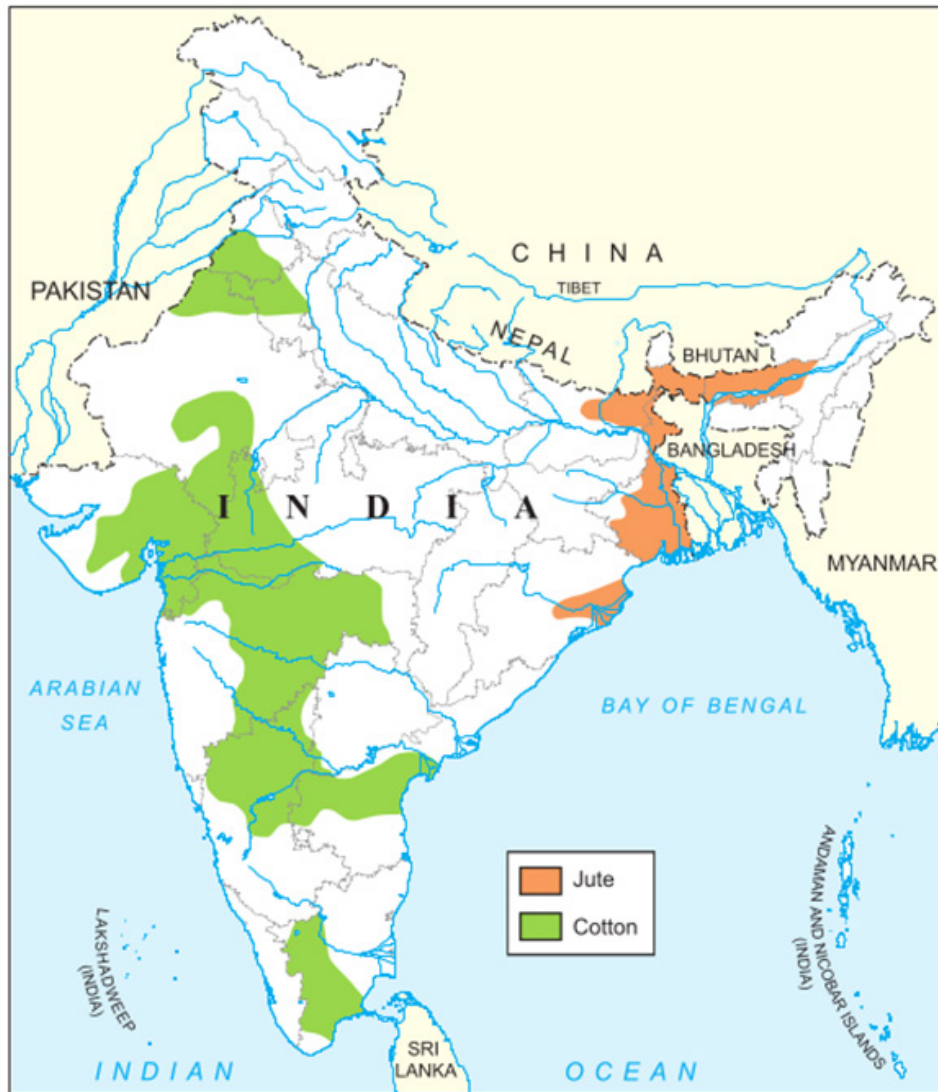 CHINA
TIBET
PAKISTAN
NEPAL
BHUTAN
BANGLADESH
INDIA
MYANMAR
ARABIAN
SEA
BAY OF BENGAL
Jute
Cotton
LAKSHADWEEP
(INDIA)
ANDAMAN AND NICOBAR ISLANDS
(INDIA)
SRI
LANKA
INDIAN OCEAN